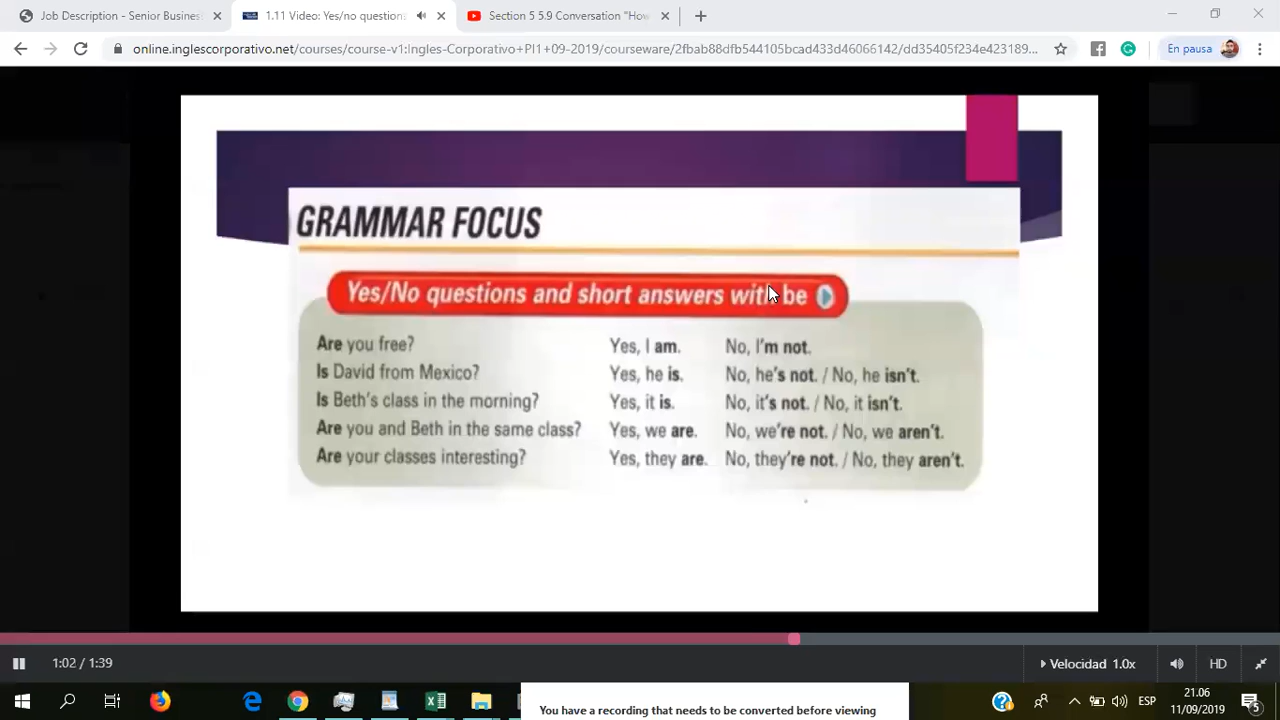 Job Description - Senior Busines
1.11 Video: Yes/no question
Section 5 5.9 Conversation "How
online.inglescorporativo.net/courses/course-v1:Ingles-Corporativo+PI1+09-2019/courseware/2fbab88dfb544105bcad433d46066142/dd35405f234e423189...
En pausa
GRAMMAR FOCUS
Yes/No questions and short answers with be
Are you free? Yes, I am. No, I'm not.
Is David from Mexico? Yes, he is. No, he's not. / No, he isn't.
Is Beth's class in the morning? Yes, it is. No, it's not. / No, it isn't.
Are you and Beth in the same class? Yes, we are. No, we're not. / No, we aren't.
Are your classes interesting? Yes, they are. No, they're not. / No, they aren't.
1:02 / 1:39
Velocidad 1.0x
HD
ESP
21.06
11/09/2019
5
You have a recording that needs to be converted before viewing